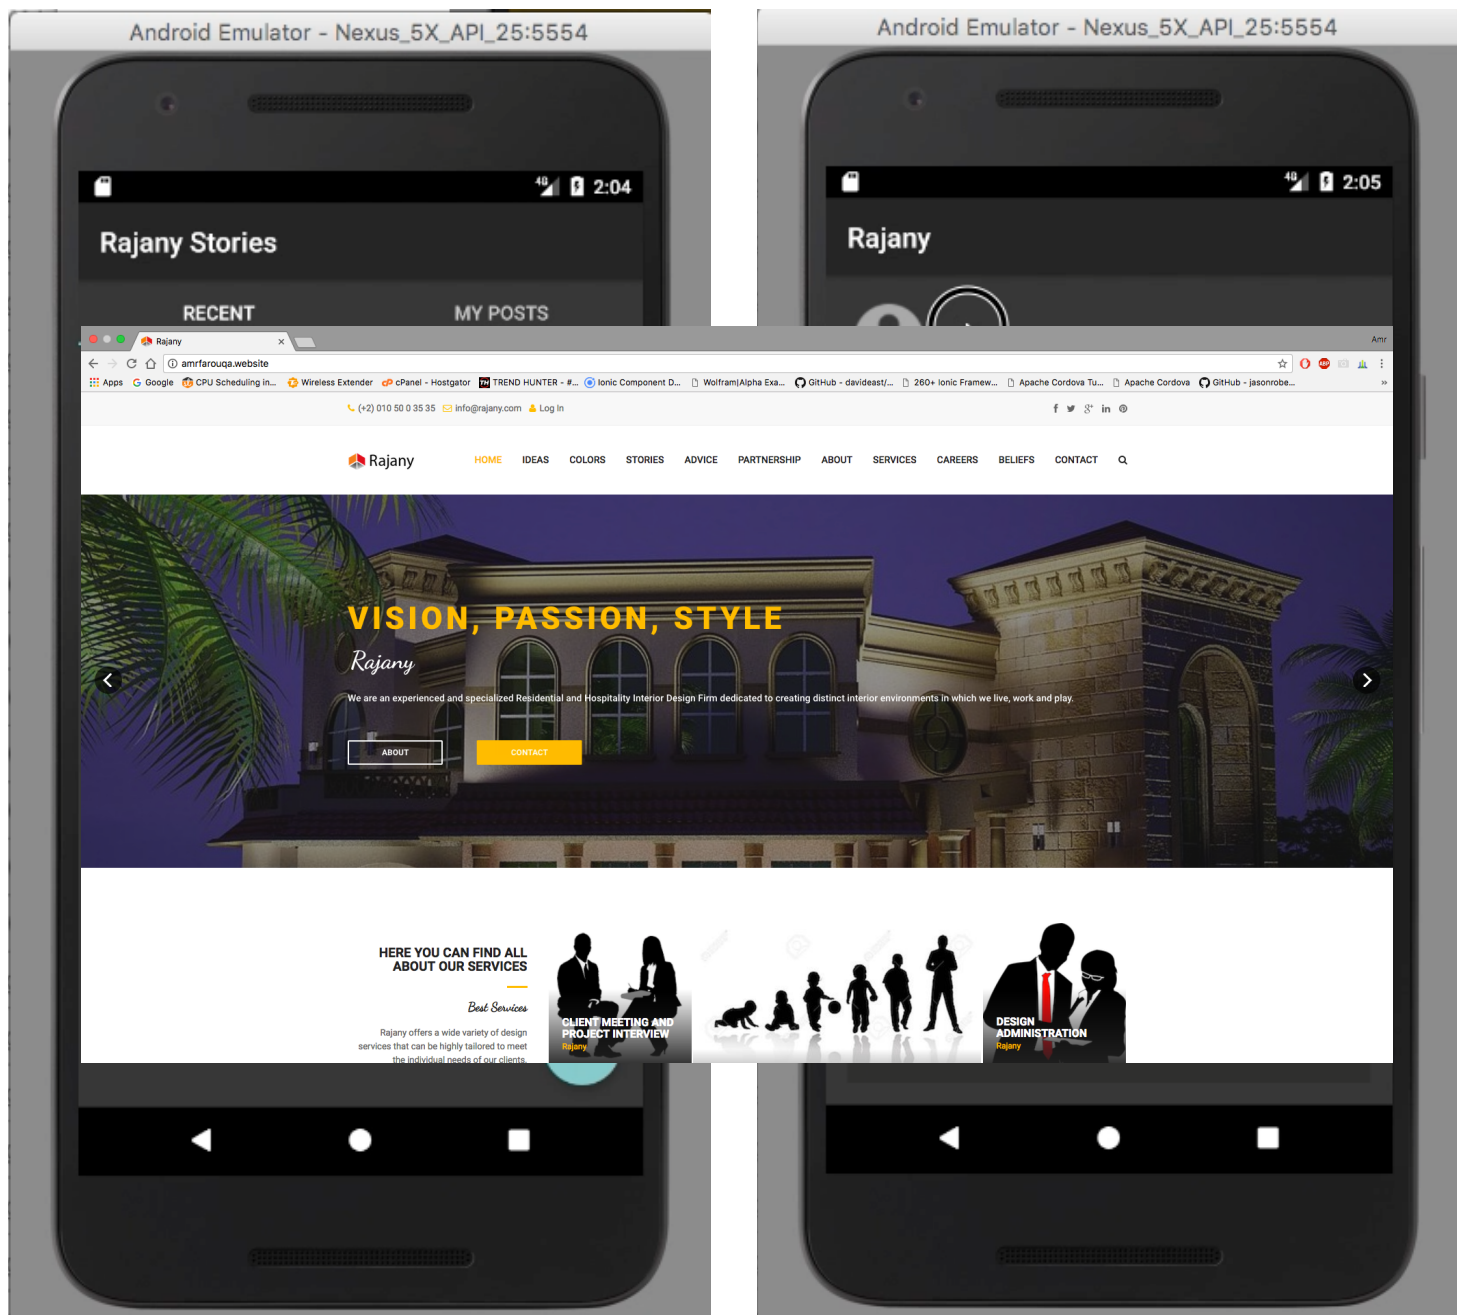 Android Emulator - Nexus_5X_API_25:5554
2:04
Rajany Stories
RECENT MY POSTS
Android Emulator - Nexus_5X_API_25:5554
2:05
Rajany
Rajany
Amr
amrfarouqa.website
Apps Google CPU Scheduling in... Wireless Extender cPanel - Hostgator TREND HUNTER - #... Ionic Component D... Wolfram|Alpha Exa... GitHub - davideast/... 260+ Ionic Framew... Apache Cordova Tu... Apache Cordova GitHub - jasonrobe... »
(+2) 010 50 0 35 35 info@rajany.com Log In
Rajany HOME IDEAS COLORS STORIES ADVICE PARTNERSHIP ABOUT SERVICES CAREERS BELIEFS CONTACT
VISION, PASSION, STYLE
Rajany
We are an experienced and specialized Residential and Hospitality Interior Design Firm dedicated to creating distinct interior environments in which we live, work and play.
ABOUT CONTACT
HERE YOU CAN FIND ALL
ABOUT OUR SERVICES
Best Services
Rajany offers a wide variety of design
services that can be highly tailored to meet
the individual needs of our clients.
CLIENT MEETING AND
PROJECT INTERVIEW
Rajany
DESIGN
ADMINISTRATION
Rajany